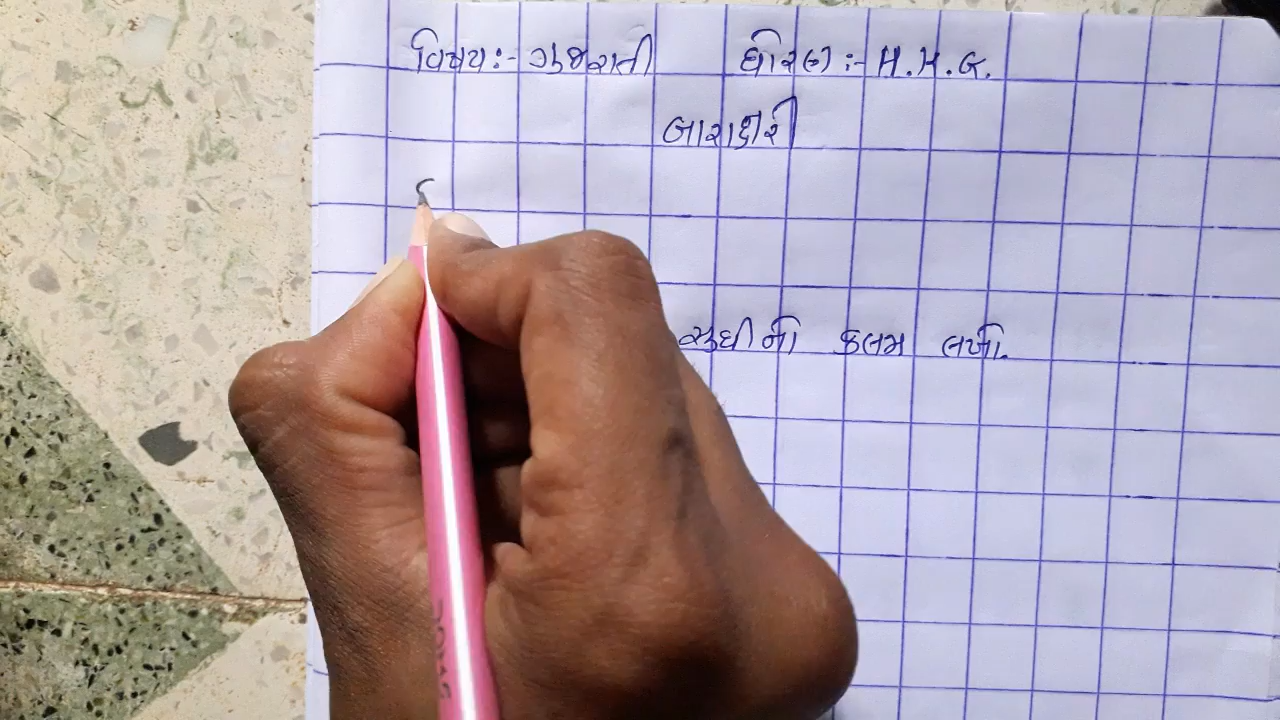 વિષય:- ગુજરાતી ધોરણ :- H.K.G.
બારાક્ષરી
સુધીની કલમ લખો.